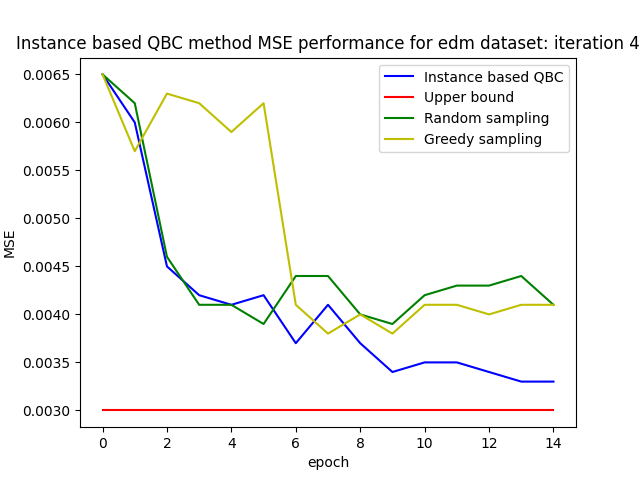 Instance based QBC method MSE performance for edm dataset: iteration 4
Instance based QBC
Upper bound
Random sampling
Greedy sampling
0.0065
0.0060
0.0055
0.0050
0.0045
0.0040
0.0035
0.0030
MSE
0 2 4 6 8 10 12 14
epoch